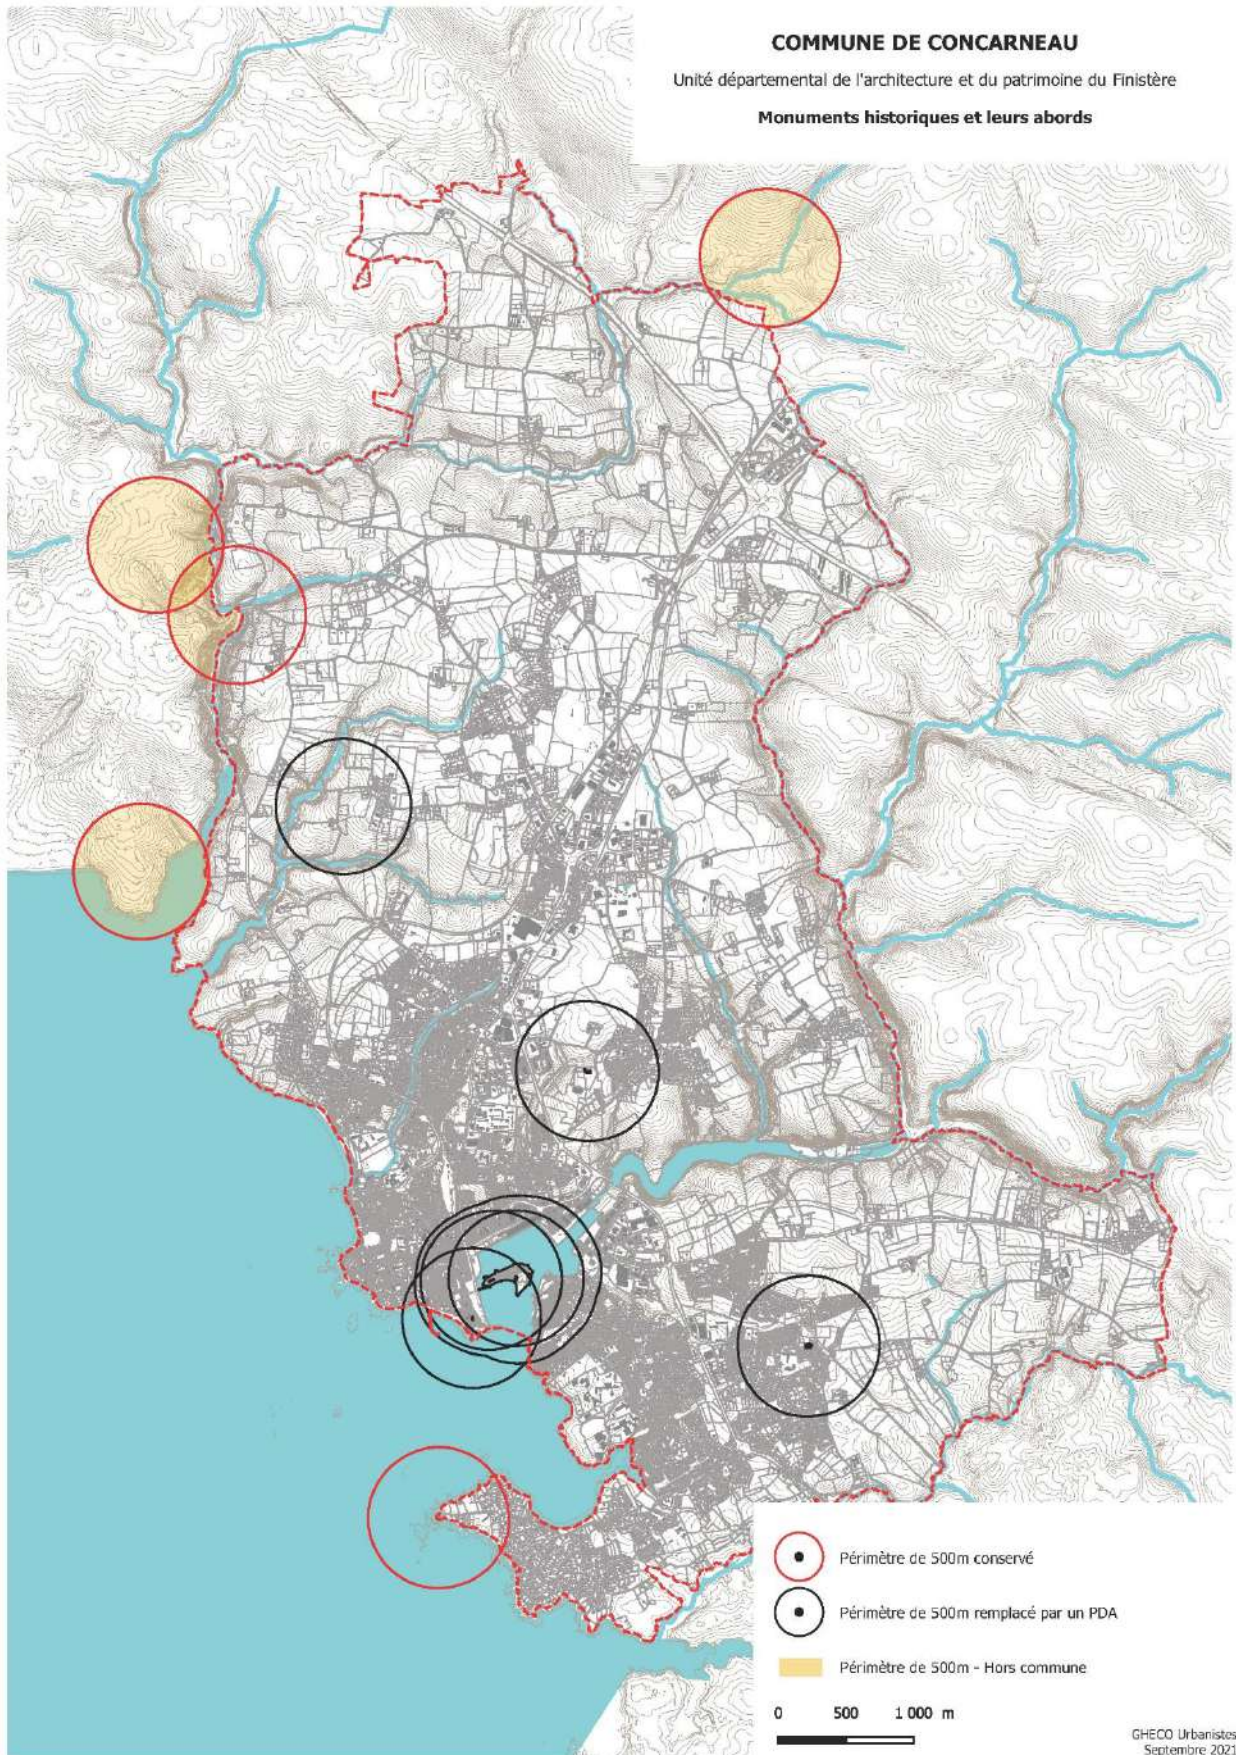 COMMUNE DE CONCARNEAU
Unité départemental de l'architecture et du patrimoine du Finistère
Monuments historiques et leurs abords
Périmètre de 500m conservé
Périmètre de 500m remplacé par un PDA
Périmètre de 500m - Hors commune
0 500 1 000 m
GHECO Urbanistes
Septembre 2021